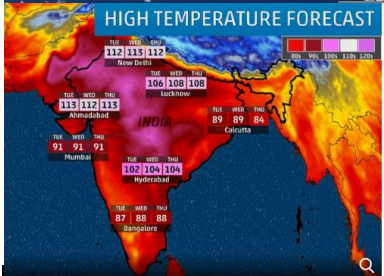 HIGH TEMPERATURE FORECAST
80s 90s 100s 110s 120s
TUE WED THU
112 113 112
New Delhi
TUE WED THU
106 108 108
Lucknow
TUE WED THU
113 112 113
Ahmadabad
TUE WED THU
89 89 84
Calcutta
INDIA
TUE WED THU
91 91 91
Mumbai
TUE WED THU
102 104 104
Hyderabad
TUE WED THU
87 88 88
Bangalore